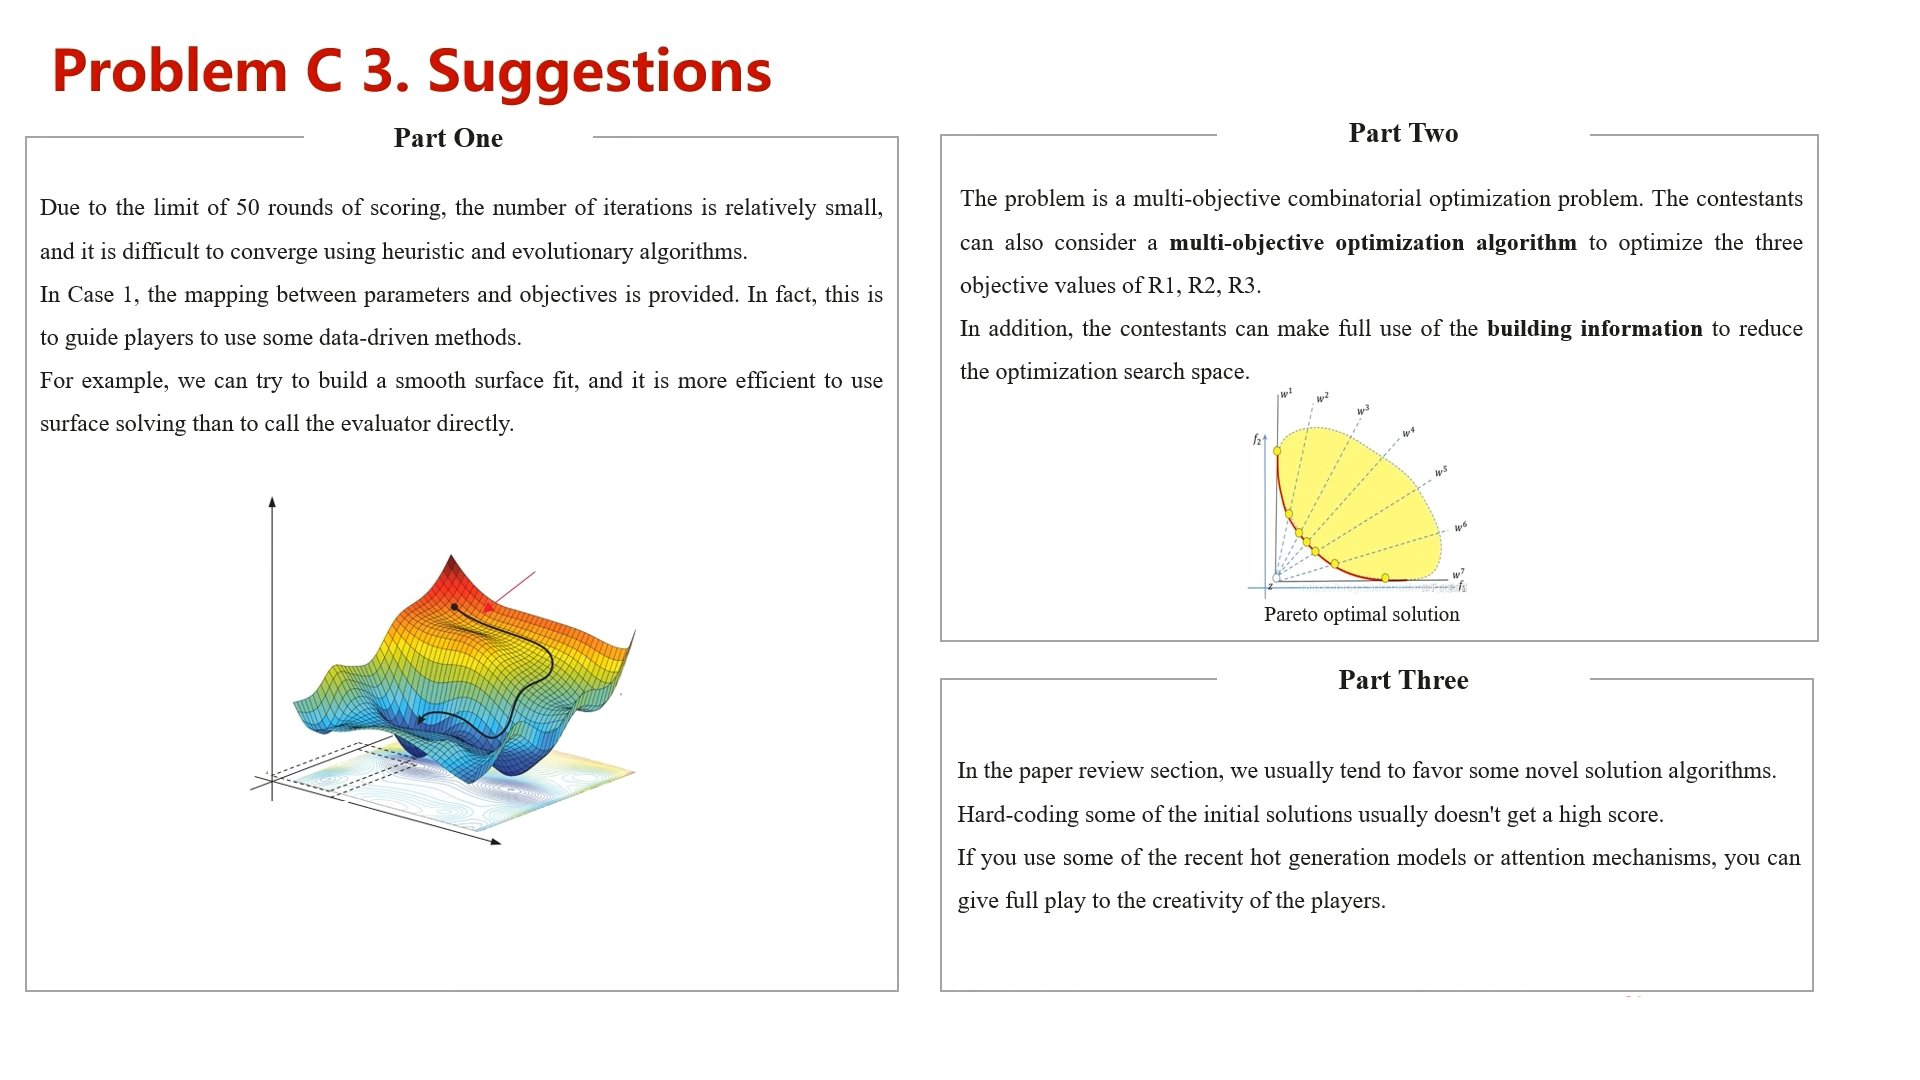 Problem C 3. Suggestions
Part One
Due to the limit of 50 rounds of scoring, the number of iterations is relatively small,
and it is difficult to converge using heuristic and evolutionary algorithms.
In Case 1, the mapping between parameters and objectives is provided. In fact, this is
to guide players to use some data-driven methods.
For example, we can try to build a smooth surface fit, and it is more efficient to use
surface solving than to call the evaluator directly.
Part Two
The problem is a multi-objective combinatorial optimization problem. The contestants
can also consider a multi-objective optimization algorithm to optimize the three
objective values of R1, R2, R3.
In addition, the contestants can make full use of the building information to reduce
the optimization search space.
w¹
w²
w³
w⁴
f₂
w⁵
w⁶
w⁷
z
f₁
Pareto optimal solution
Part Three
In the paper review section, we usually tend to favor some novel solution algorithms.
Hard-coding some of the initial solutions usually doesn't get a high score.
If you use some of the recent hot generation models or attention mechanisms, you can
give full play to the creativity of the players.